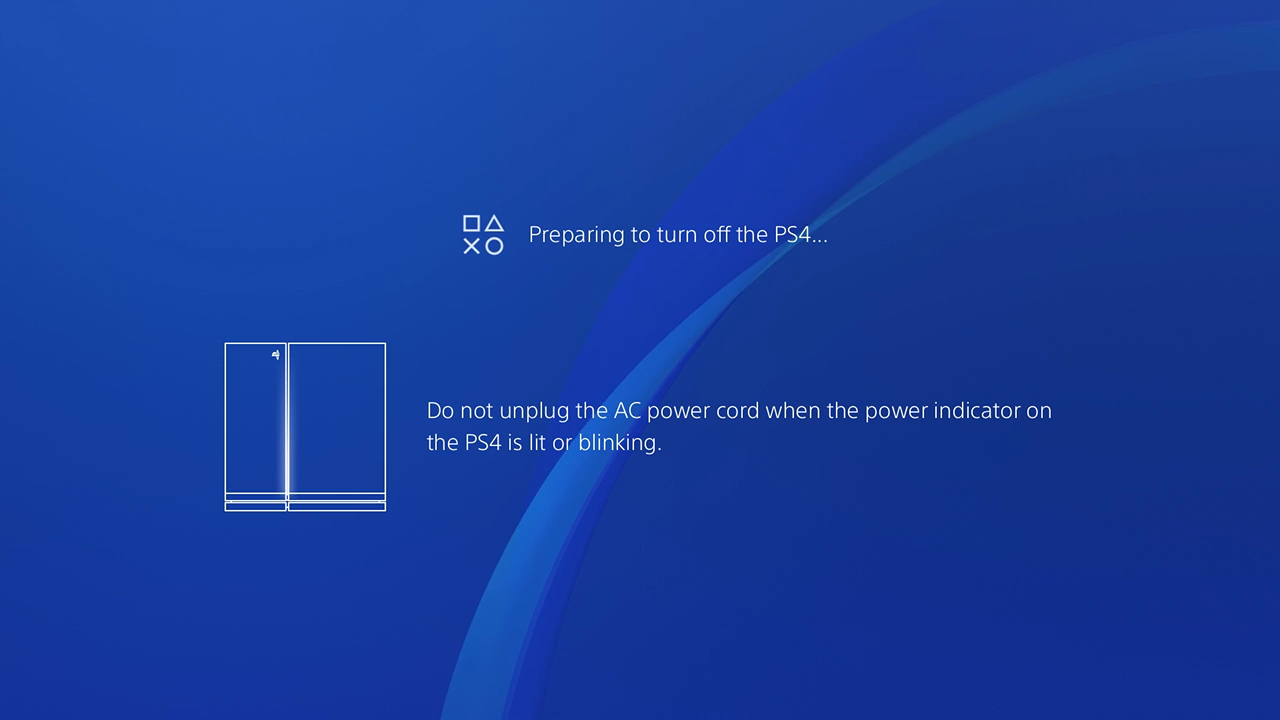 Preparing to turn off the PS4...
Do not unplug the AC power cord when the power indicator on
the PS4 is lit or blinking.